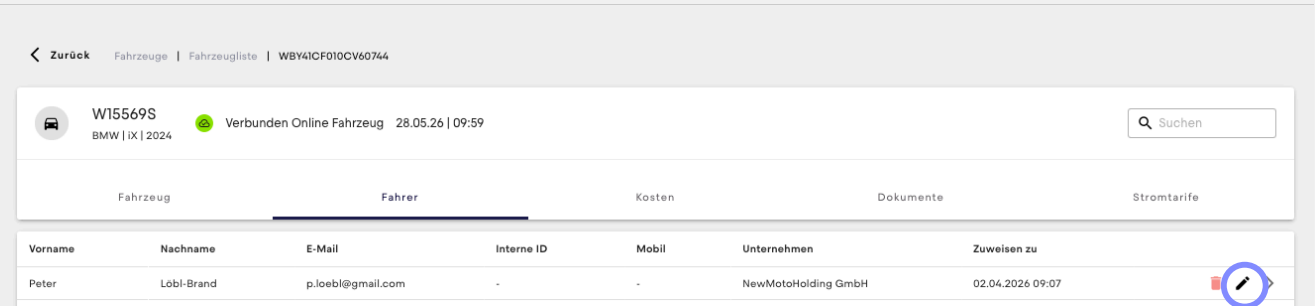 Zurück Fahrzeuge | Fahrzeugliste | WBY41CF010CV60744
W15569S
BMW | iX | 2024
Verbunden Online Fahrzeug 28.05.26 | 09:59
Suchen
Fahrzeug Fahrer Kosten Dokumente Stromtarife
Vorname Nachname E-Mail Interne ID Mobil Unternehmen Zuweisen zu
Peter Löbl-Brand p.loebl@gmail.com - - NewMotoHolding GmbH 02.04.2026 09:07